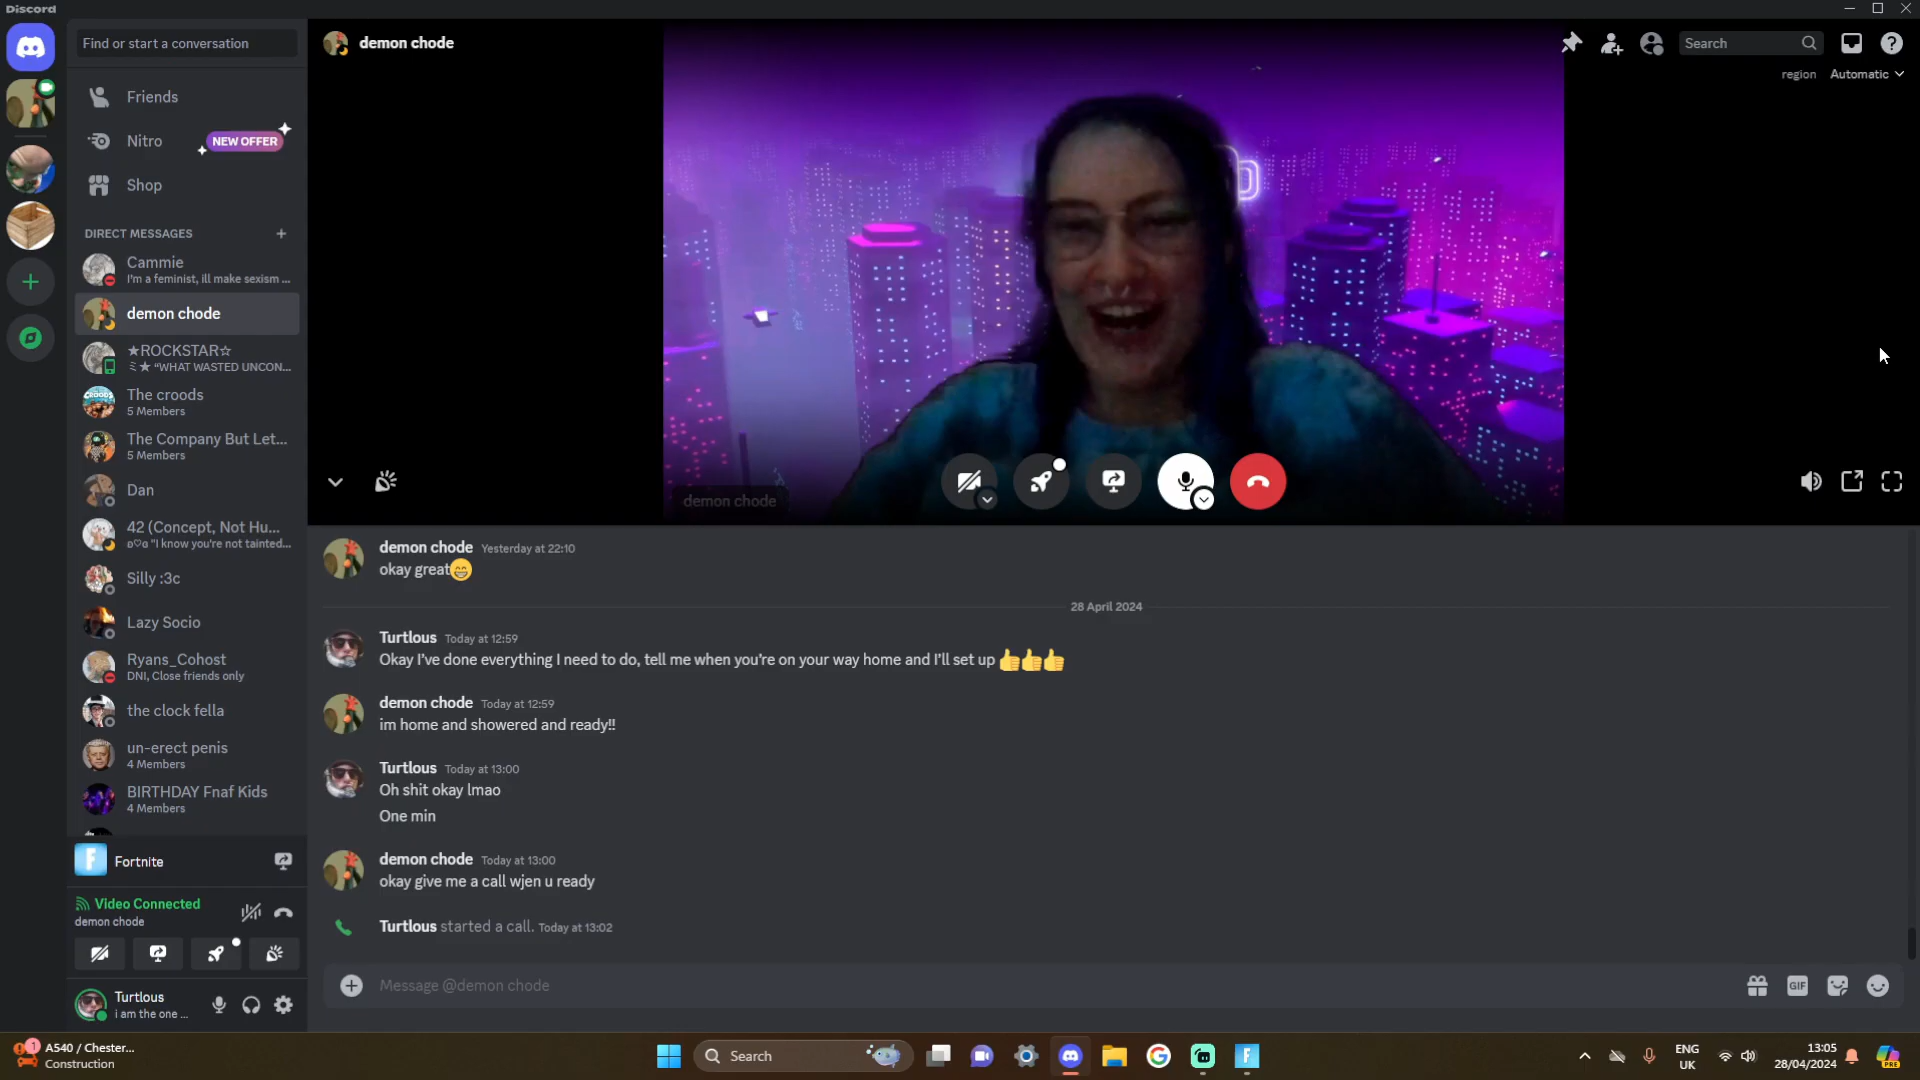 Discord
Find or start a conversation
Friends
Nitro
NEW OFFER
Shop
DIRECT MESSAGES
Cammie
I'm a feminist, ill make sexism ...
demon chode
★ROCKSTAR☆
ミ★ "WHAT WASTED UNCON...
The croods
5 Members
The Company But Let...
5 Members
Dan
42 (Concept, Not Hu...
ʚ♡ɞ "I know you're not tainted...
Silly :3c
Lazy Socio
Ryans_Cohost
DNI, Close friends only
the clock fella
un-erect penis
4 Members
BIRTHDAY Fnaf Kids
4 Members
Fortnite
Video Connected
demon chode
Turtlous
i am the one ...
demon chode
Search
region Automatic
demon chode
demon chode Yesterday at 22:10
okay great😁
28 April 2024
Turtlous Today at 12:59
Okay I've done everything I need to do, tell me when you're on your way home and I'll set up 👍👍👍
demon chode Today at 12:59
im home and showered and ready!!
Turtlous Today at 13:00
Oh shit okay lmao
One min
demon chode Today at 13:00
okay give me a call wjen u ready
Turtlous started a call. Today at 13:02
Message @demon chode
GIF
1
A540 / Chester...
Construction
Search
ENG
UK
13:05
28/04/2024
PRE